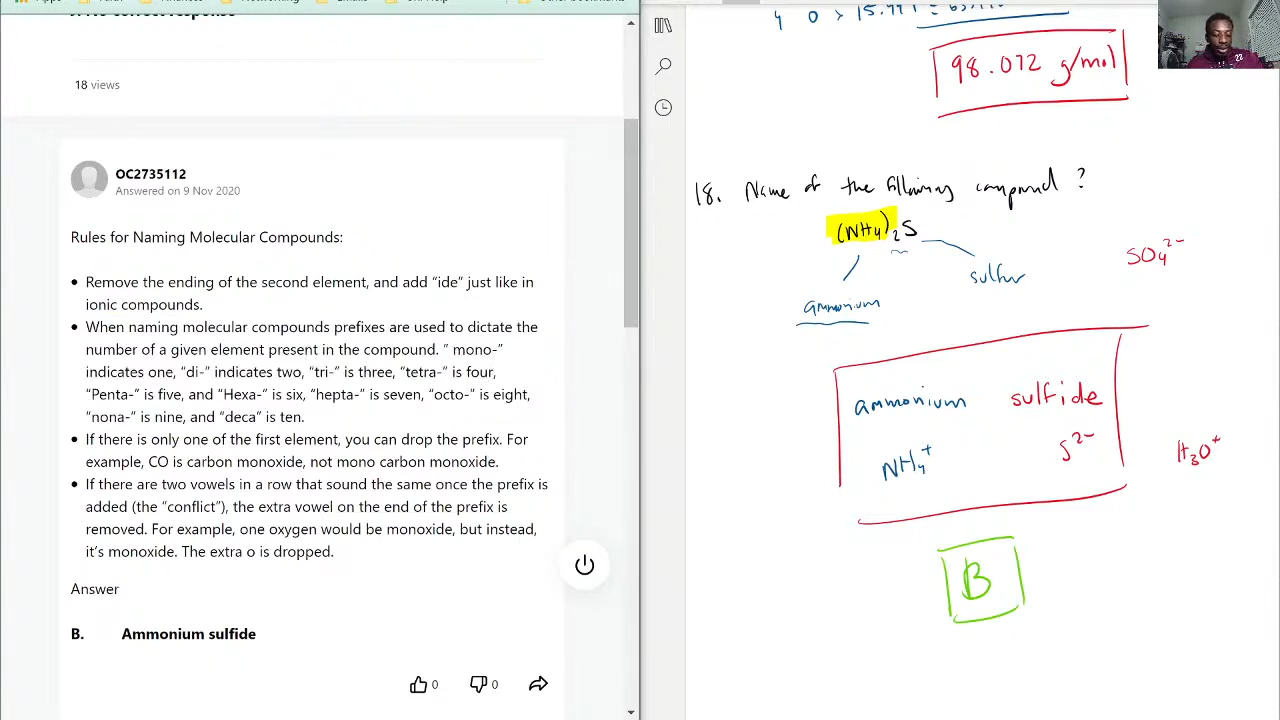 18 views
OC2735112
Answered on 9 Nov 2020
Rules for Naming Molecular Compounds:
• Remove the ending of the second element, and add “ide” just like in
ionic compounds.
• When naming molecular compounds prefixes are used to dictate the
number of a given element present in the compound. ” mono-”
indicates one, “di-” indicates two, “tri-” is three, “tetra-” is four,
“Penta-” is five, and “Hexa-” is six, “hepta-” is seven, “octo-” is eight,
“nona-” is nine, and “deca” is ten.
• If there is only one of the first element, you can drop the prefix. For
example, CO is carbon monoxide, not mono carbon monoxide.
• If there are two vowels in a row that sound the same once the prefix is
added (the “conflict”), the extra vowel on the end of the prefix is
removed. For example, one oxygen would be monoxide, but instead,
it’s monoxide. The extra o is dropped.
Answer
B. Ammonium sulfide
0 0
98.072 g/mol
18. Name of the following compound ?
(NH4)2S
SO4 2-
sulfur
ammonium
ammonium sulfide
NH4+ S2-
H3O+
B
22